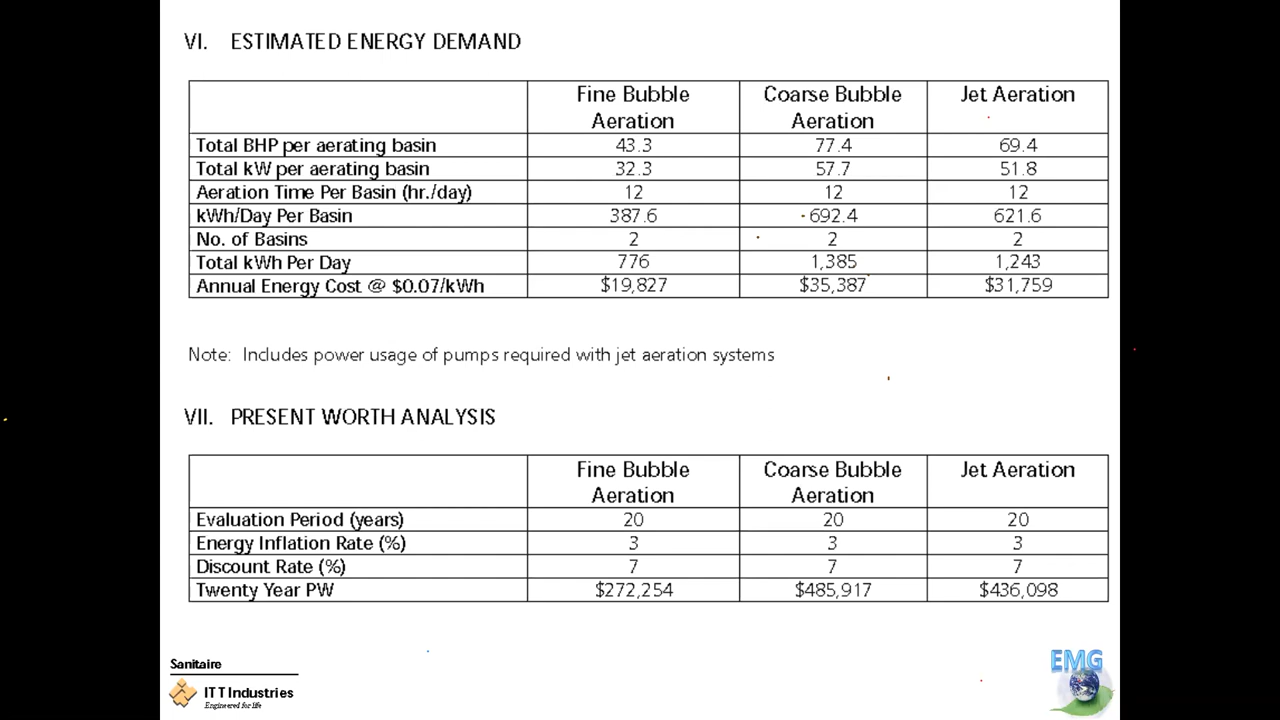 VI. ESTIMATED ENERGY DEMAND
Fine Bubble Aeration Coarse Bubble Aeration Jet Aeration
Total BHP per aerating basin 43.3 77.4 69.4
Total kW per aerating basin 32.3 57.7 51.8
Aeration Time Per Basin (hr./day) 12 12 12
kWh/Day Per Basin 387.6 692.4 621.6
No. of Basins 2 2 2
Total kWh Per Day 776 1,385 1,243
Annual Energy Cost @ $0.07/kWh $19,827 $35,387 $31,759
Note: Includes power usage of pumps required with jet aeration systems
VII. PRESENT WORTH ANALYSIS
Fine Bubble Aeration Coarse Bubble Aeration Jet Aeration
Evaluation Period (years) 20 20 20
Energy Inflation Rate (%) 3 3 3
Discount Rate (%) 7 7 7
Twenty Year PW $272,254 $485,917 $436,098
Sanitaire
ITT Industries
Engineered for life
EMG